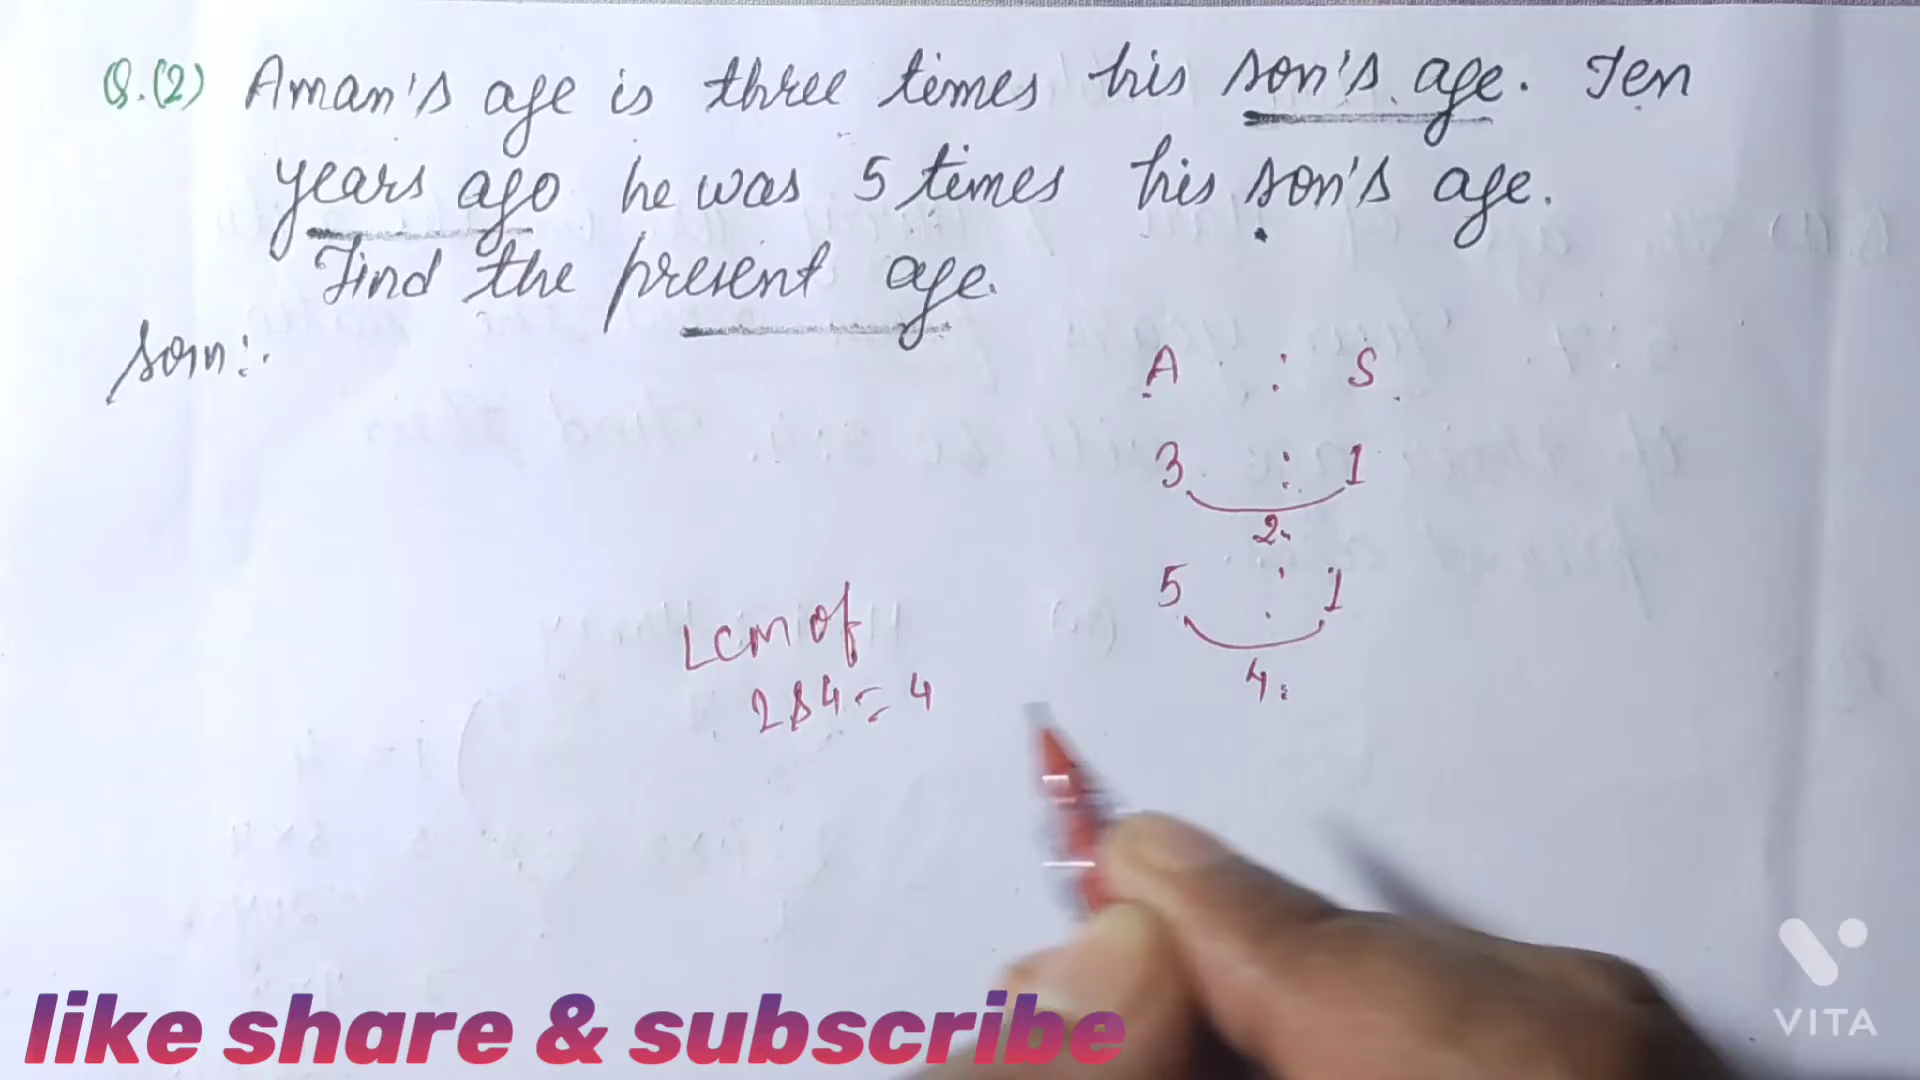 Q.(2) Aman's age is three times his son's age. Ten
years ago he was 5 times his son's age.
Find the present age.
Soln:.
A : S
3 : 1
2
5 : 1
4
LCM of
2 & 4 = 4
like share & subscribe
VITA